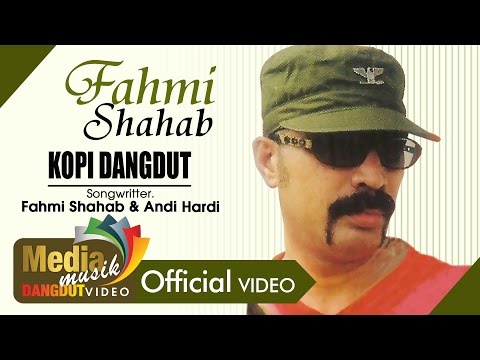 Fahmi
Shahab
KOPI DANGDUT
Songwritter.
Fahmi Shahab & Andi Hardi
Media
musik
DANGDUT VIDEO
Official VIDEO